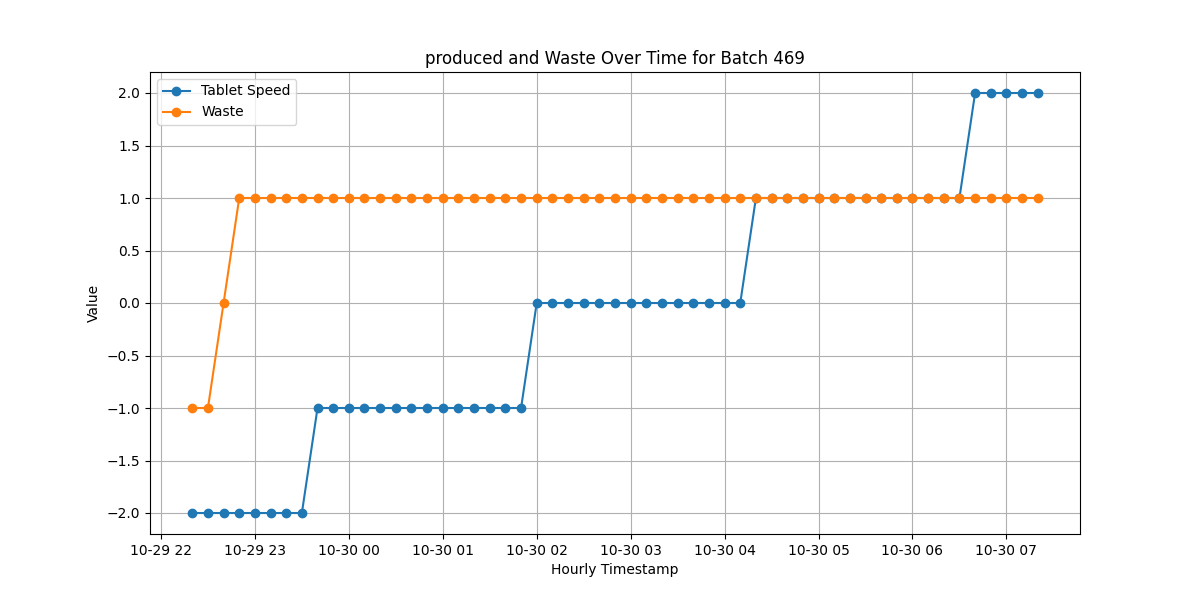 produced and Waste Over Time for Batch 469
Tablet Speed
Waste
2.0
1.5
1.0
0.5
0.0
−0.5
−1.0
−1.5
−2.0
Value
10-29 22 10-29 23 10-30 00 10-30 01 10-30 02 10-30 03 10-30 04 10-30 05 10-30 06 10-30 07
Hourly Timestamp